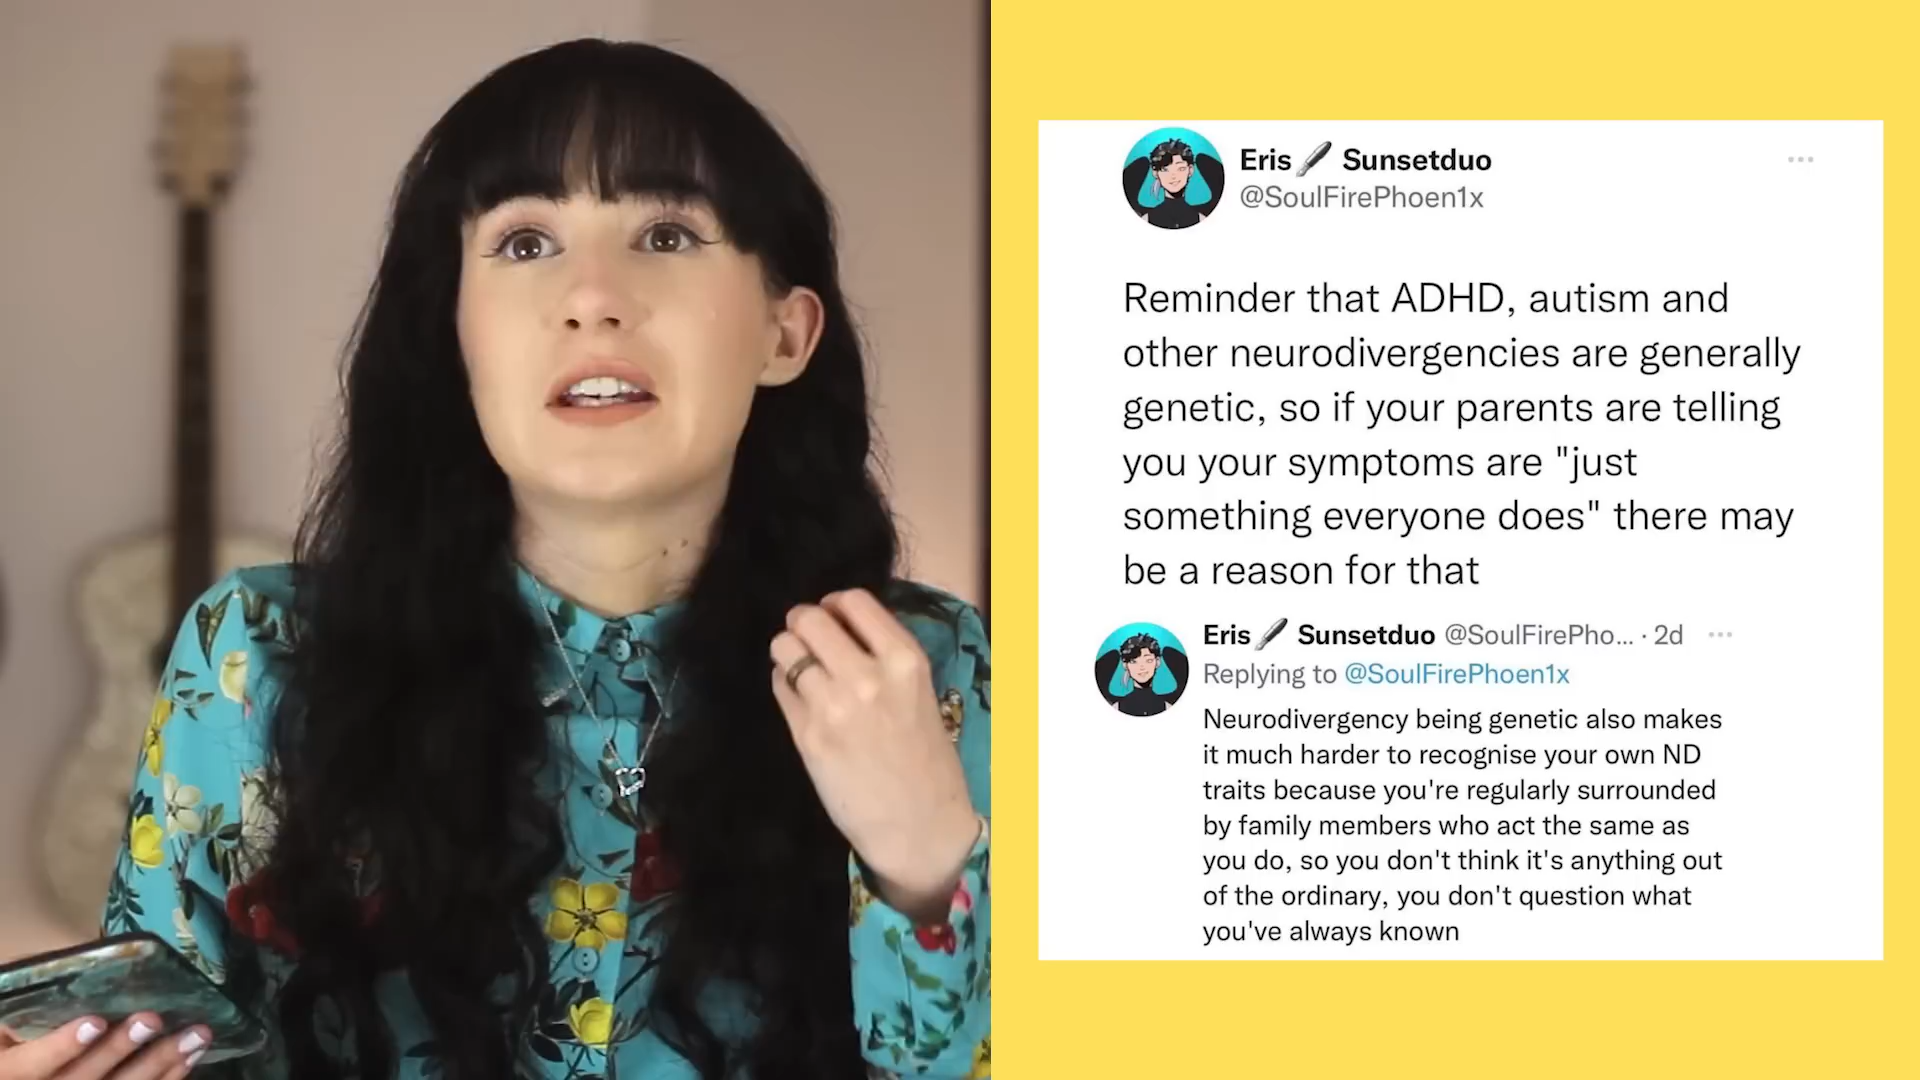 Eris Sunsetduo
@SoulFirePhoen1x
Reminder that ADHD, autism and
other neurodivergencies are generally
genetic, so if your parents are telling
you your symptoms are "just
something everyone does" there may
be a reason for that
Eris Sunsetduo @SoulFirePho... · 2d
Replying to @SoulFirePhoen1x
Neurodivergency being genetic also makes
it much harder to recognise your own ND
traits because you're regularly surrounded
by family members who act the same as
you do, so you don't think it's anything out
of the ordinary, you don't question what
you've always known